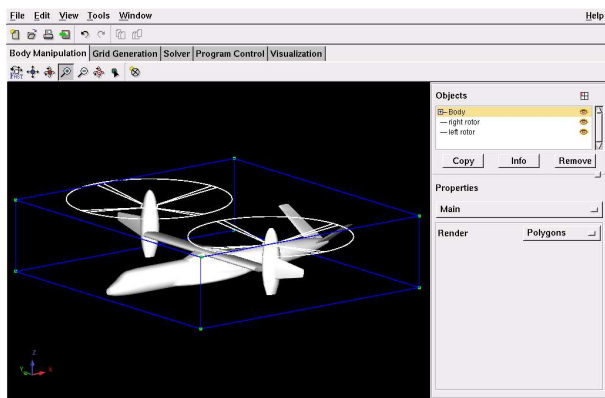 File Edit View Tools Window Help
Body Manipulation Grid Generation Solver Program Control Visualization
Objects
Body
right rotor
left rotor
Copy Info Remove
Properties
Main
Render Polygons
Z
Y X